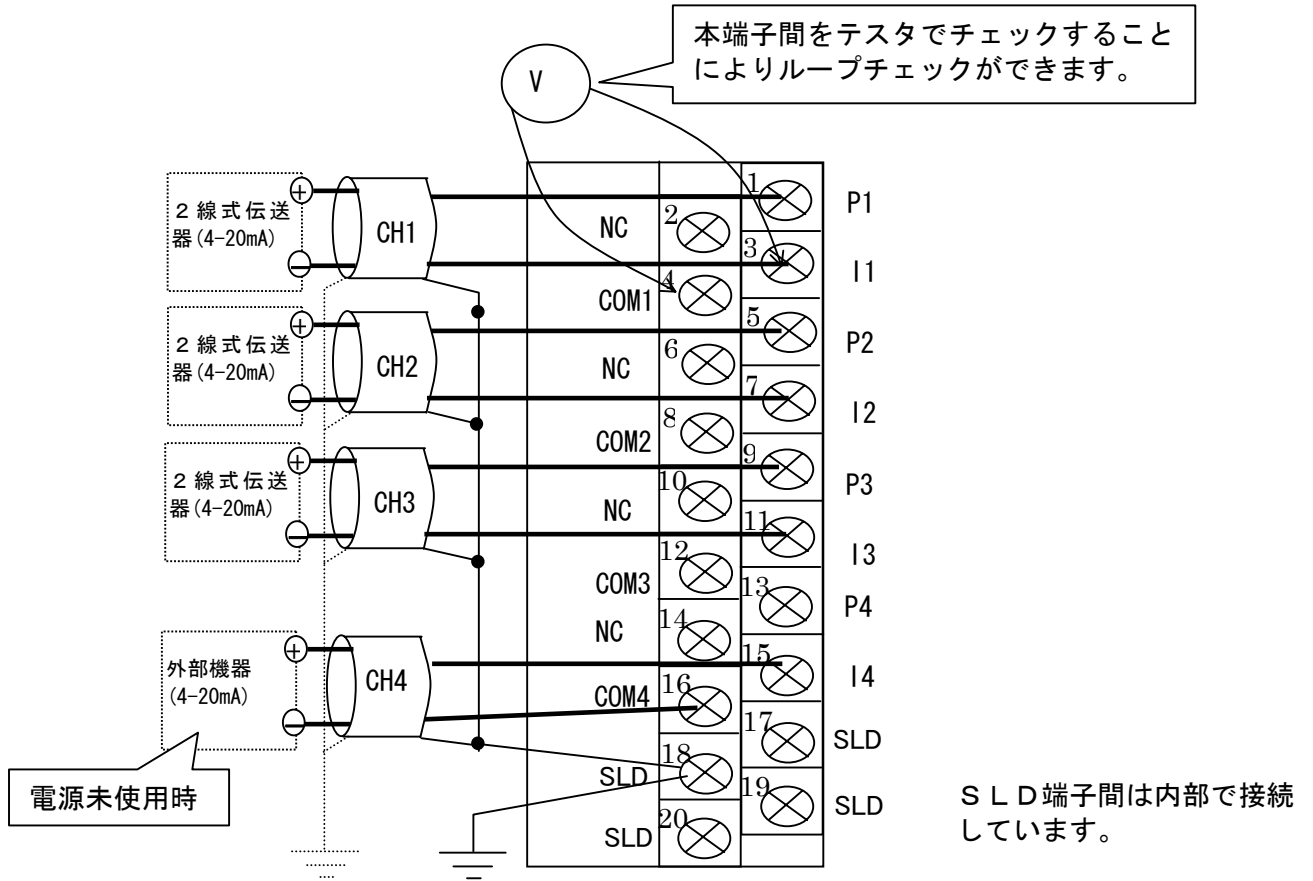 本端子間をテスタでチェックすること
によりループチェックができます。
V
２線式伝送
器(4-20mA)
CH1
NC
COM1
1
2
3
4
P1
I1
２線式伝送
器(4-20mA)
CH2
NC
COM2
5
6
7
8
P2
I2
２線式伝送
器(4-20mA)
CH3
NC
COM3
9
10
11
12
P3
I3
外部機器
(4-20mA)
CH4
NC
COM4
13
14
15
16
P4
I4
電源未使用時
SLD
SLD
17
18
19
20
SLD
SLD
ＳＬＤ端子間は内部で接続
しています。